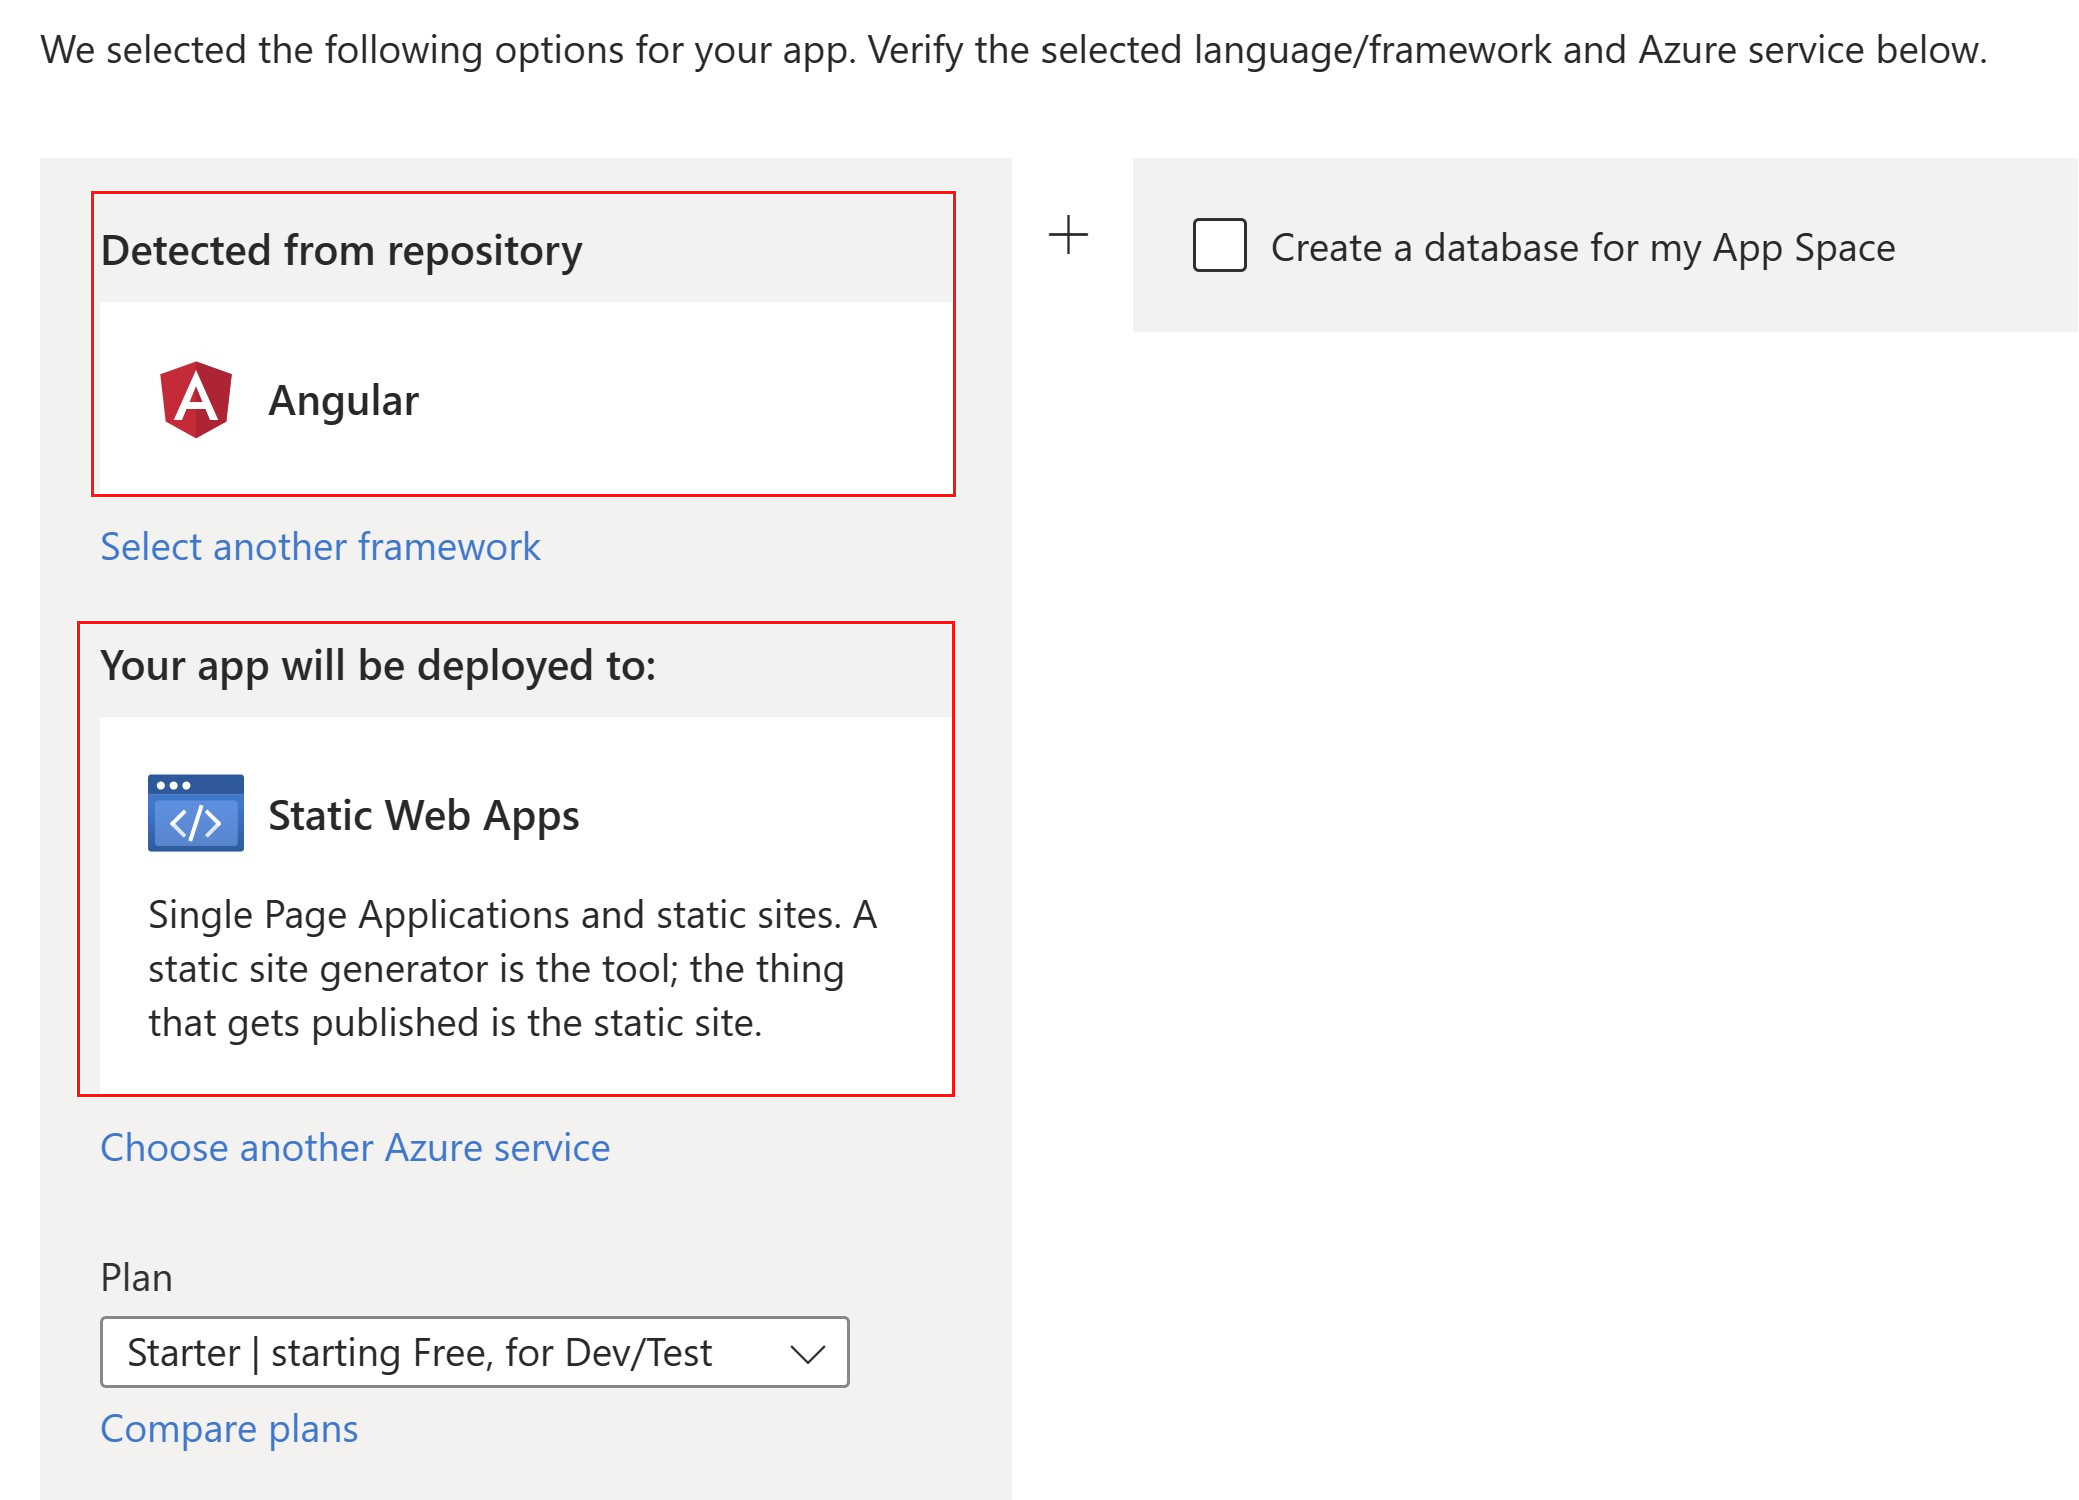 We selected the following options for your app. Verify the selected language/framework and Azure service below.
Detected from repository
Angular
Select another framework
Your app will be deployed to:
Static Web Apps
Single Page Applications and static sites. A
static site generator is the tool; the thing
that gets published is the static site.
Choose another Azure service
Plan
Starter | starting Free, for Dev/Test
Compare plans
Create a database for my App Space